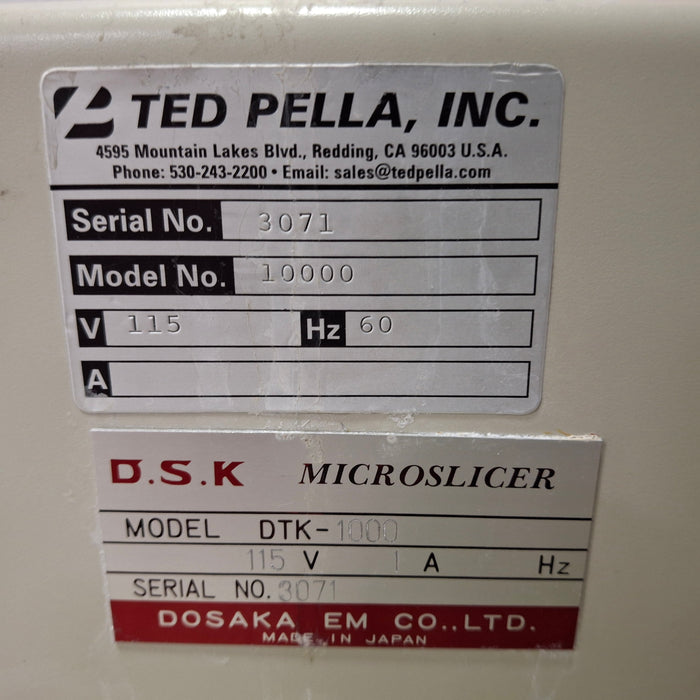 TED PELLA, INC.
4595 Mountain Lakes Blvd., Redding, CA 96003 U.S.A.
Phone: 530-243-2200 • Email: sales@tedpella.com
Serial No. 3071
Model No. 10000
V 115 Hz 60
A
D.S.K MICROSLICER
MODEL DTK-1000
115 V 1 A Hz
SERIAL NO. 3071
DOSAKA EM CO.,LTD.
MADE IN JAPAN